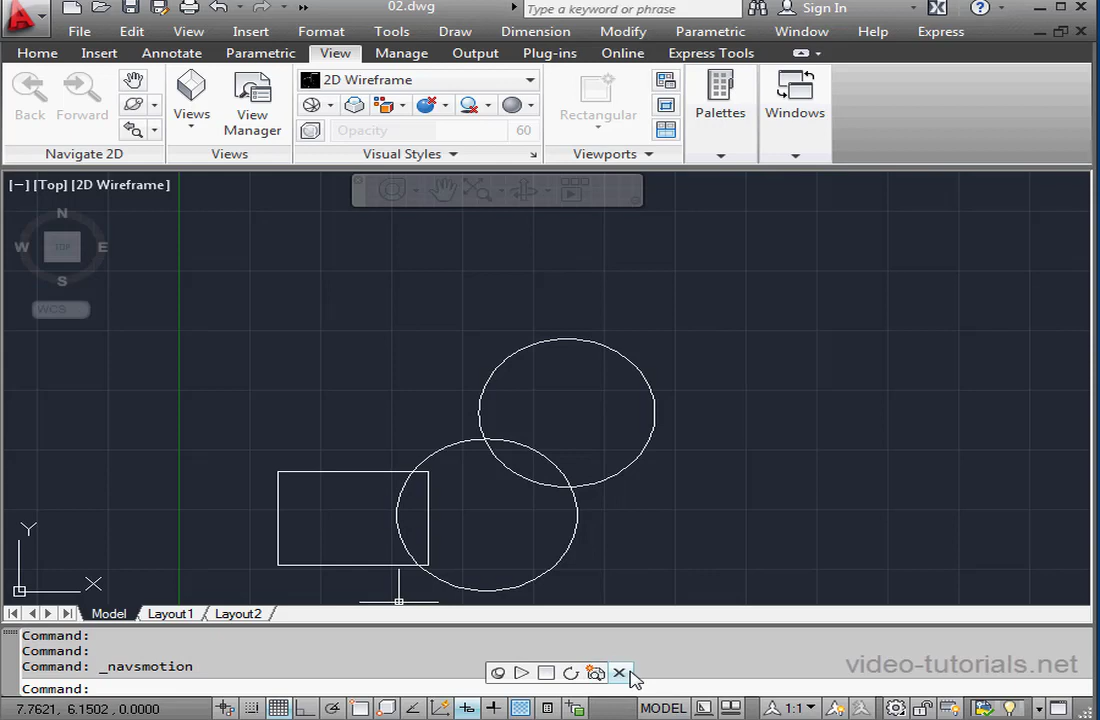 02.dwg
Type a keyword or phrase
Sign In
File Edit View Insert Format Tools Draw Dimension Modify Parametric Window Help Express
Home Insert Annotate Parametric View Manage Output Plug-ins Online Express Tools
2D Wireframe
Back Forward
Views
View Manager
Opacity 60
Rectangular
Palettes
Windows
Navigate 2D
Views
Visual Styles
Viewports
[−] [Top] [2D Wireframe]
N
W TOP E
S
WCS
Y
X
Model Layout1 Layout2
Command:
Command:
Command: _navsmotion
video-tutorials.net
Command:
7.7621, 6.1502, 0.0000
MODEL
1:1